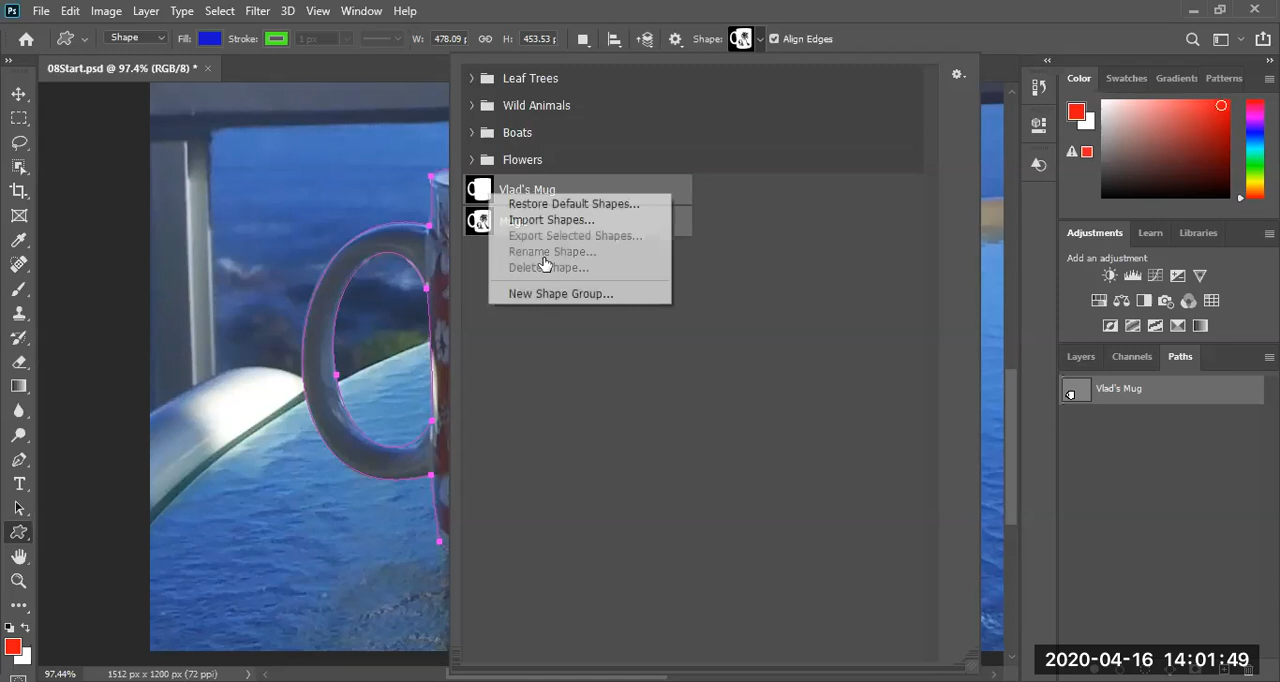 Ps File Edit Image Layer Type Select Filter 3D View Window Help
Shape Fill: Stroke: 1 px W: 478.09 p H: 453.53 p Shape: Align Edges
08Start.psd @ 97.4% (RGB/8) * ×
Leaf Trees
Wild Animals
Boats
Flowers
Vlad's Mug
Restore Default Shapes...
Import Shapes...
Export Selected Shapes...
Rename Shape...
Delete Shape...
New Shape Group...
Color Swatches Gradients Patterns
Adjustments Learn Libraries
Add an adjustment
Layers Channels Paths
Vlad's Mug
97.44% 1512 px x 1200 px (72 ppi)
2020-04-16 14:01:49